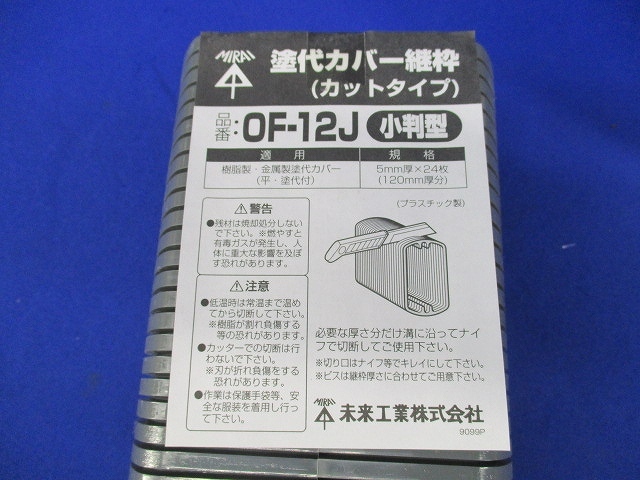 MIRAI
塗代カバー継枠
(カットタイプ)
品番:OF-12J 小判型
適用 規格
樹脂製・金属製塗代カバー
(平・塗代付)
5mm厚×24枚
(120mm厚分)
(プラスチック製)
⚠警告
●残材は焼却処分しない
で下さい。※燃やすと
有毒ガスが発生し、人
体に重大な影響を及ぼ
す恐れがあります。
⚠注意
●低温時は常温まで温め
てから切断して下さい。
※樹脂が割れ負傷する
等の恐れがあります。
●カッターでの切断は行
わないで下さい。
※刃が折れ負傷をする
恐れがあります。
●作業は保護手袋等、安
全な服装を着用し行っ
て下さい。
必要な厚さ分だけ溝に沿ってナイ
フで切断してご使用下さい。
※切り口はナイフ等でキレイにして下さい。
※ビスは継枠厚さに合わせてご用意下さい。
MIRAI 未来工業株式会社
9099P